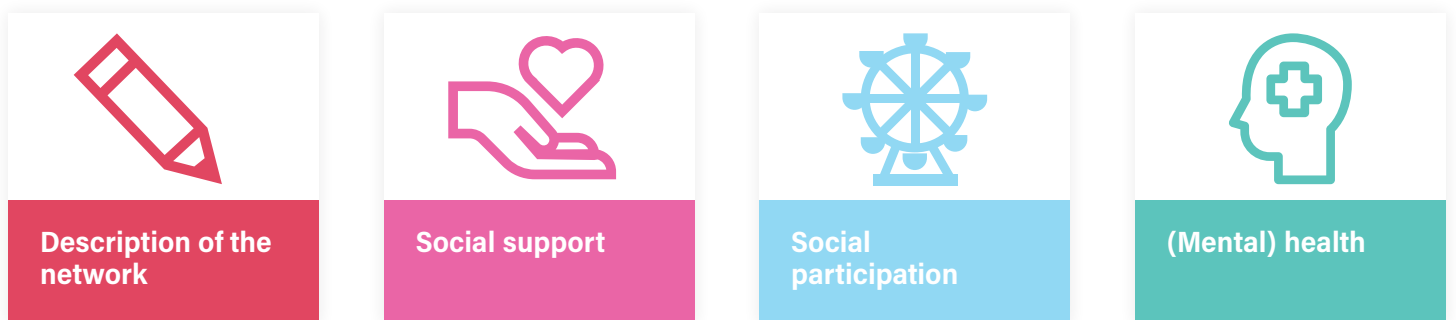 Description of the
network
Social support
Social
participation
(Mental) health